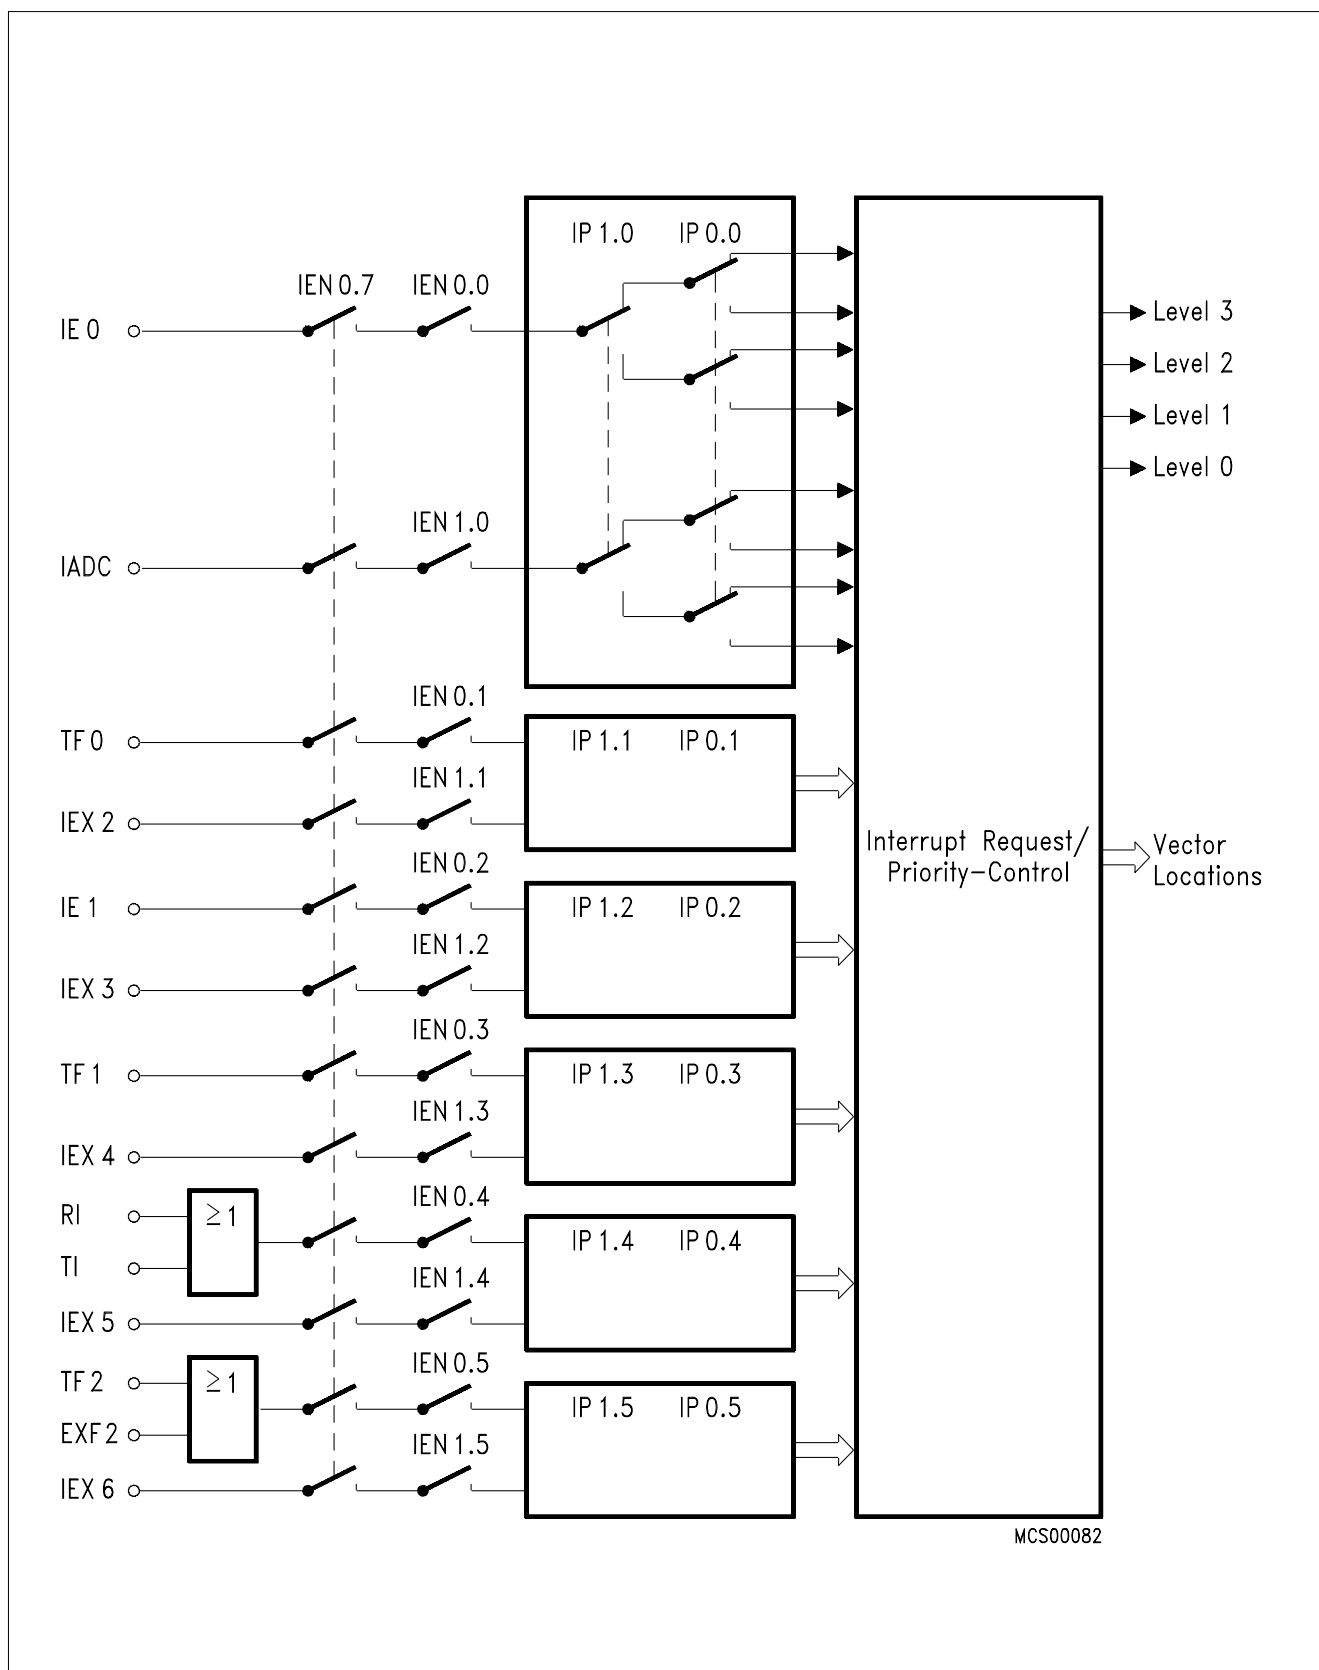 IP 1.0 IP 0.0
IEN 0.7 IEN 0.0
IE 0
Level 3
Level 2
Level 1
Level 0
IEN 1.0
IADC
IEN 0.1
TF 0
IP 1.1 IP 0.1
IEN 1.1
IEX 2
Interrupt Request/
Priority-Control
Vector
Locations
IEN 0.2
IE 1
IP 1.2 IP 0.2
IEN 1.2
IEX 3
IEN 0.3
TF 1
IP 1.3 IP 0.3
IEN 1.3
IEX 4
IEN 0.4
RI
≥ 1
IP 1.4 IP 0.4
TI
IEN 1.4
IEX 5
IEN 0.5
TF 2
≥ 1
IP 1.5 IP 0.5
EXF 2
IEN 1.5
IEX 6
MCS00082